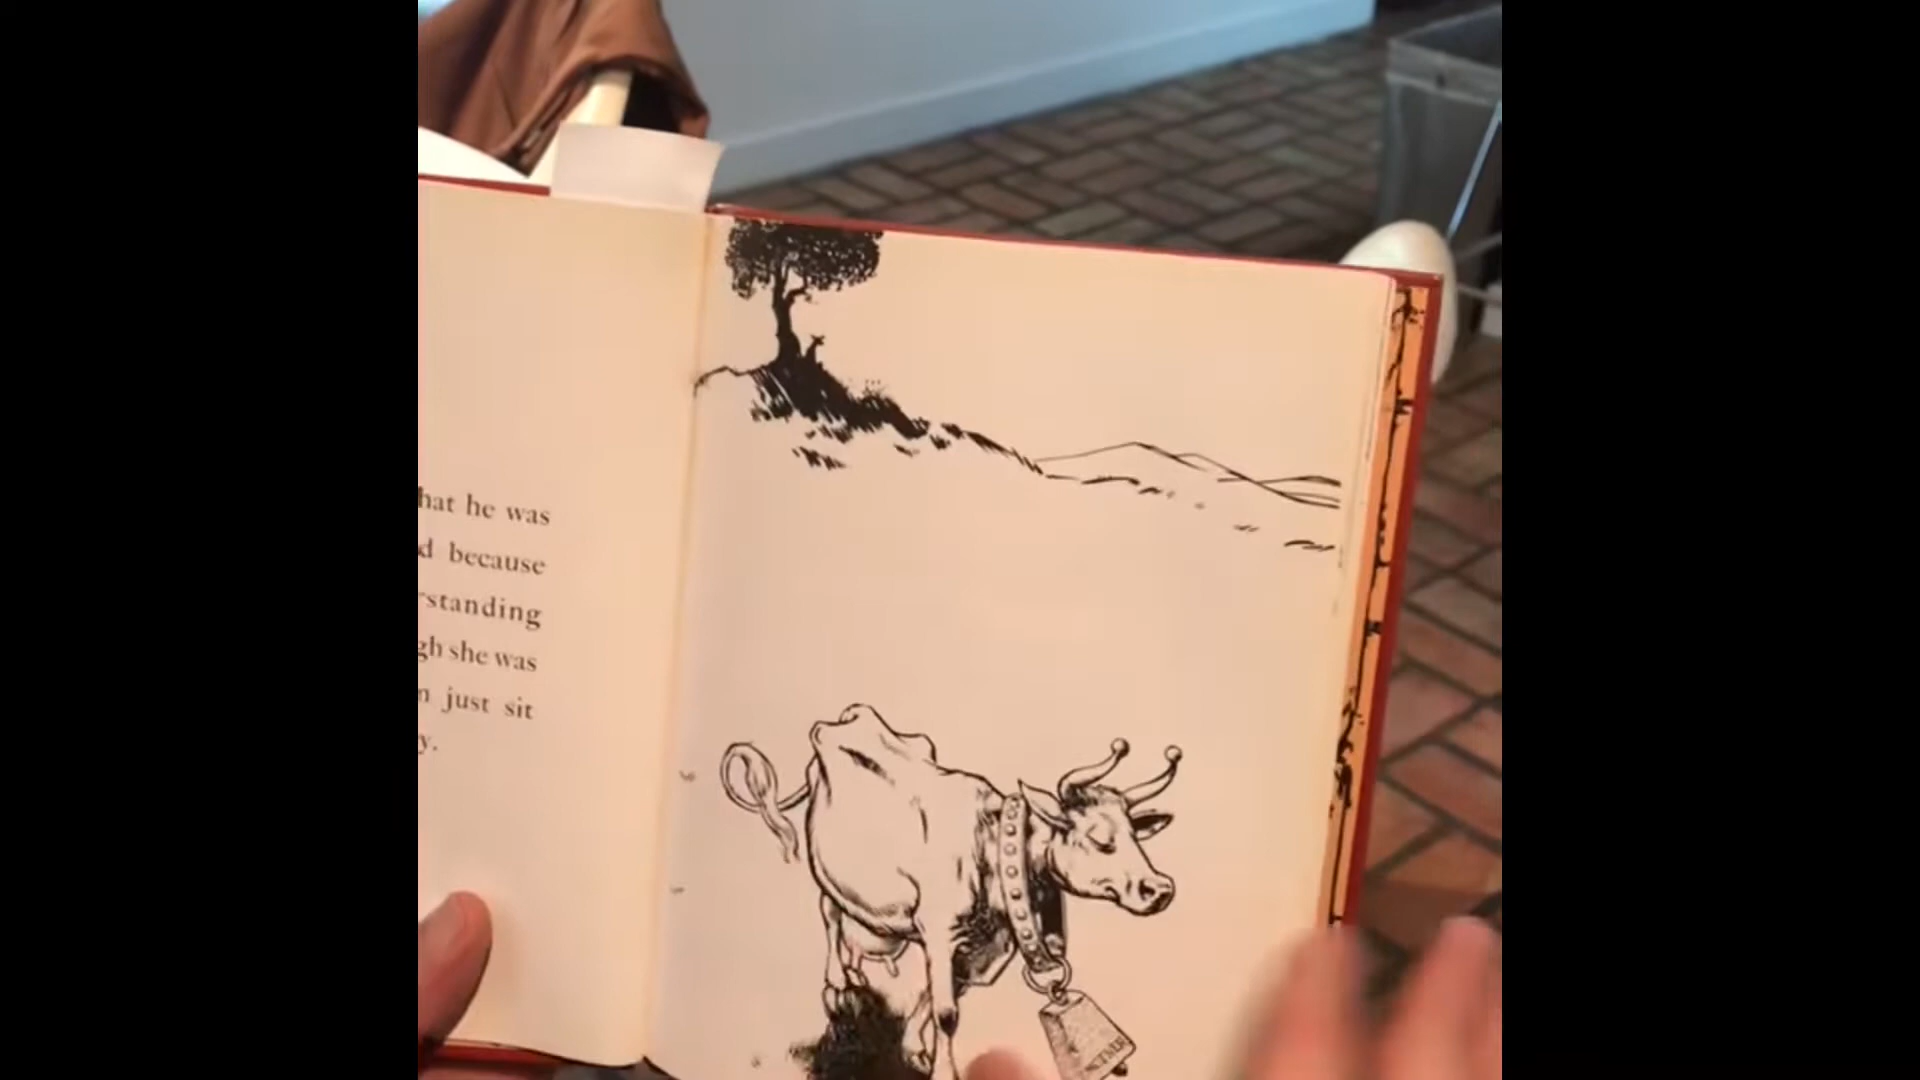 hat he was
d because
rstanding
gh she was
n just sit
y.